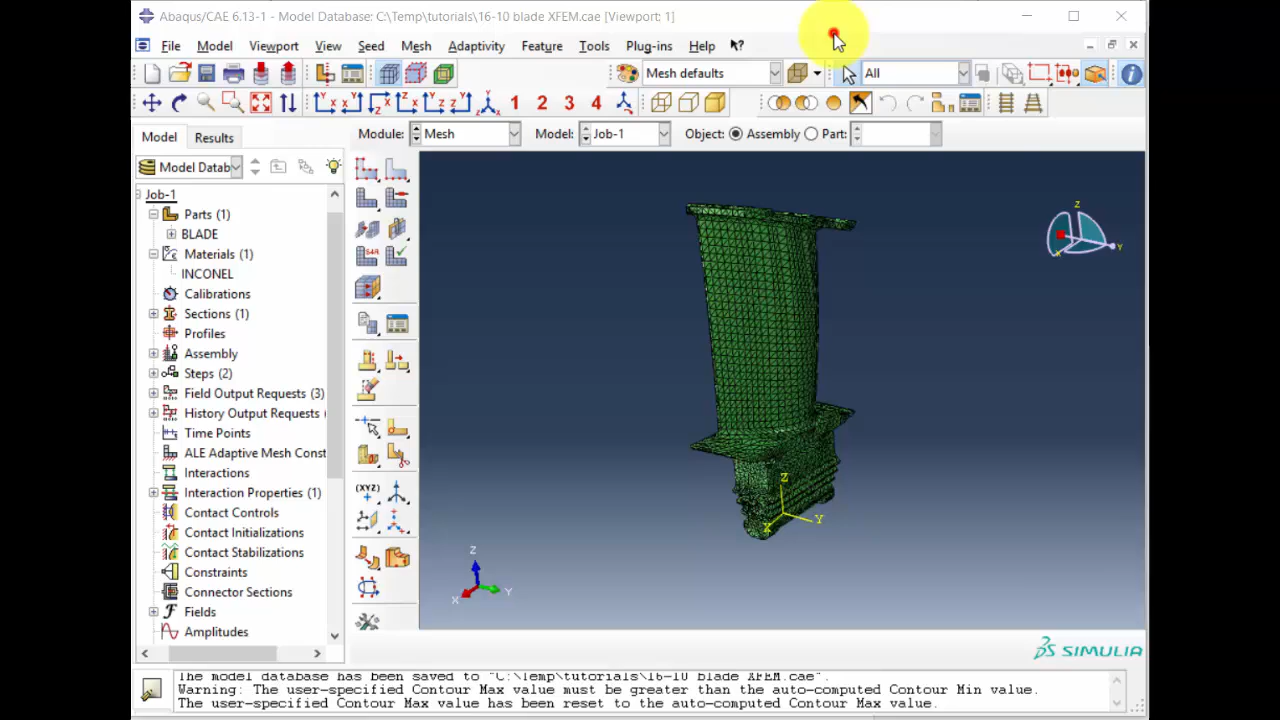 Abaqus/CAE 6.13-1 - Model Database: C:\Temp\tutorials\16-10 blade XFEM.cae [Viewport: 1]
File Model Viewport View Seed Mesh Adaptivity Feature Tools Plug-ins Help
Mesh defaults All
1 2 3 4
Model Results Module: Mesh Model: Job-1 Object: Assembly Part:
Model Datab
Job-1
Parts (1)
BLADE
Materials (1)
INCONEL
Calibrations
Sections (1)
Profiles
Assembly
Steps (2)
Field Output Requests (3)
History Output Requests (
Time Points
ALE Adaptive Mesh Const
Interactions
Interaction Properties (1)
Contact Controls
Contact Initializations
Contact Stabilizations
Constraints
Connector Sections
Fields
Amplitudes
(XYZ)
Z
Y
X
Z
Y
X
Z
Y
X
SIMULIA
The model database has been saved to "C:\Temp\tutorials\16-10 blade XFEM.cae".
Warning: The user-specified Contour Max value must be greater than the auto-computed Contour Min value.
The user-specified Contour Max value has been reset to the auto-computed Contour Max value.